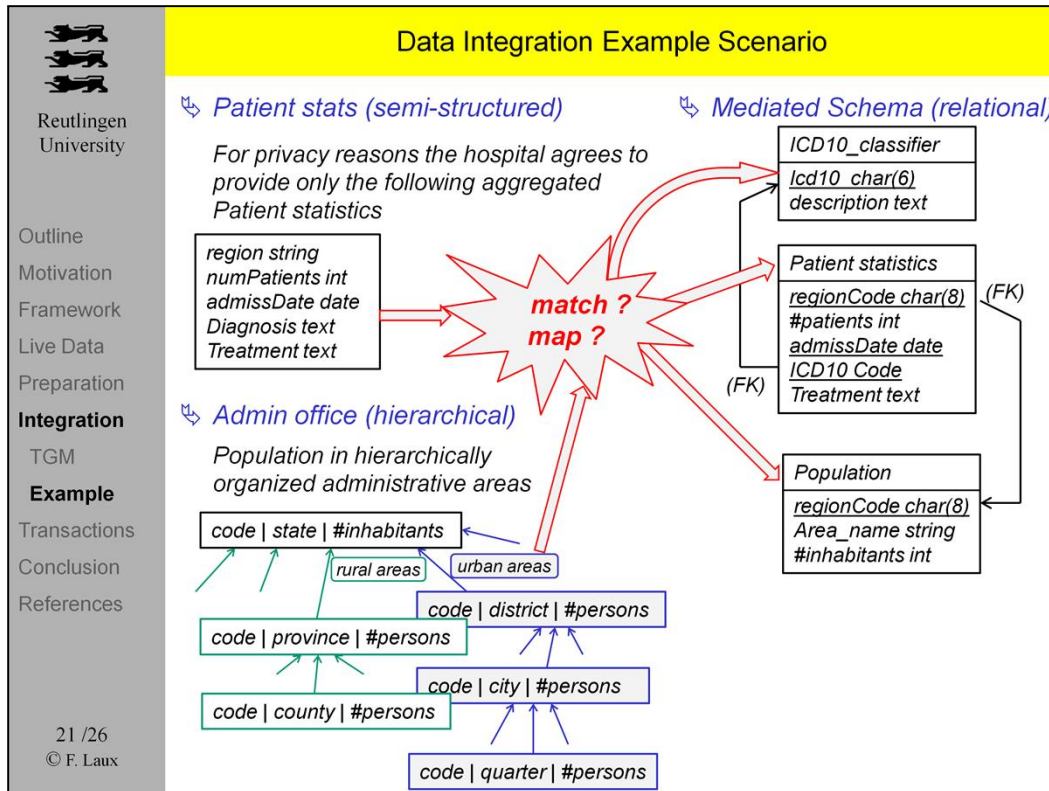 Data Integration Example Scenario
Reutlingen
University
Outline
Motivation
Framework
Live Data
Preparation
Integration
TGM
Example
Transactions
Conclusion
References
21 /26
© F. Laux
Patient stats (semi-structured)
For privacy reasons the hospital agrees to
provide only the following aggregated
Patient statistics
region string
numPatients int
admissDate date
Diagnosis text
Treatment text
match ?
map ?
Admin office (hierarchical)
Population in hierarchically
organized administrative areas
code | state | #inhabitants
rural areas
urban areas
code | district | #persons
code | province | #persons
code | city | #persons
code | county | #persons
code | quarter | #persons
Mediated Schema (relational)
ICD10_classifier
Icd10 char(6)
description text
Patient statistics
regionCode char(8)
#patients int
admissDate date
ICD10 Code
Treatment text
(FK)
(FK)
Population
regionCode char(8)
Area_name string
#inhabitants int